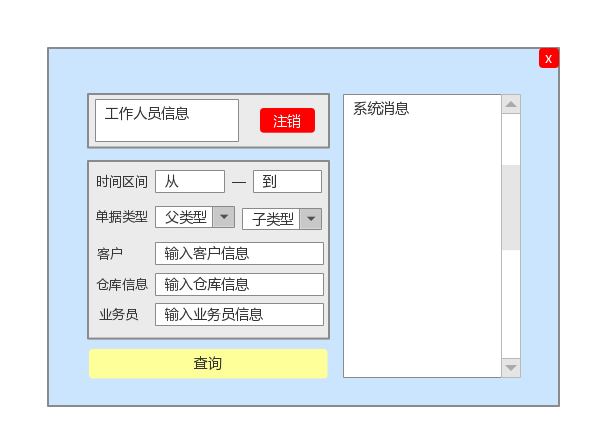 x
工作人员信息
注销
系统消息
时间区间 从 — 到
单据类型 父类型 子类型
客户 输入客户信息
仓库信息 输入仓库信息
业务员 输入业务员信息
查询